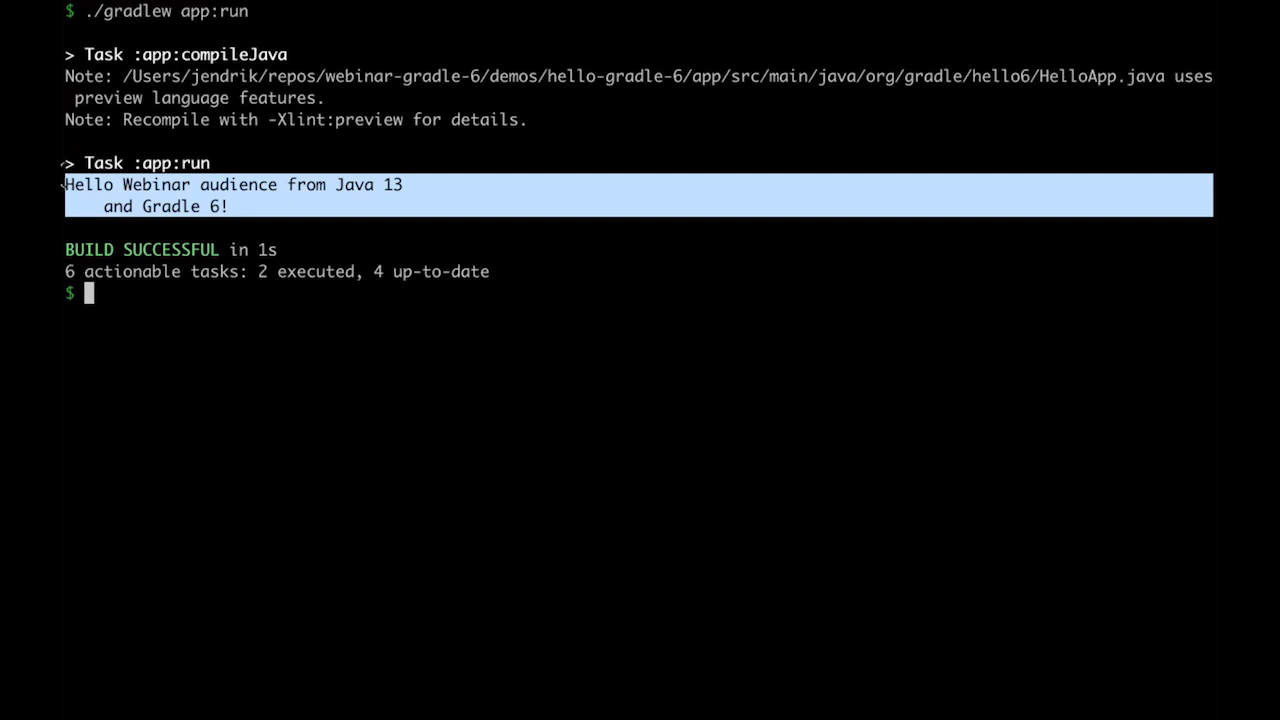 $ ./gradlew app:run
> Task :app:compileJava
Note: /Users/jendrik/repos/webinar-gradle-6/demos/hello-gradle-6/app/src/main/java/org/gradle/hello6/HelloApp.java uses
preview language features.
Note: Recompile with -Xlint:preview for details.
> Task :app:run
Hello Webinar audience from Java 13
and Gradle 6!
BUILD SUCCESSFUL in 1s
6 actionable tasks: 2 executed, 4 up-to-date
$